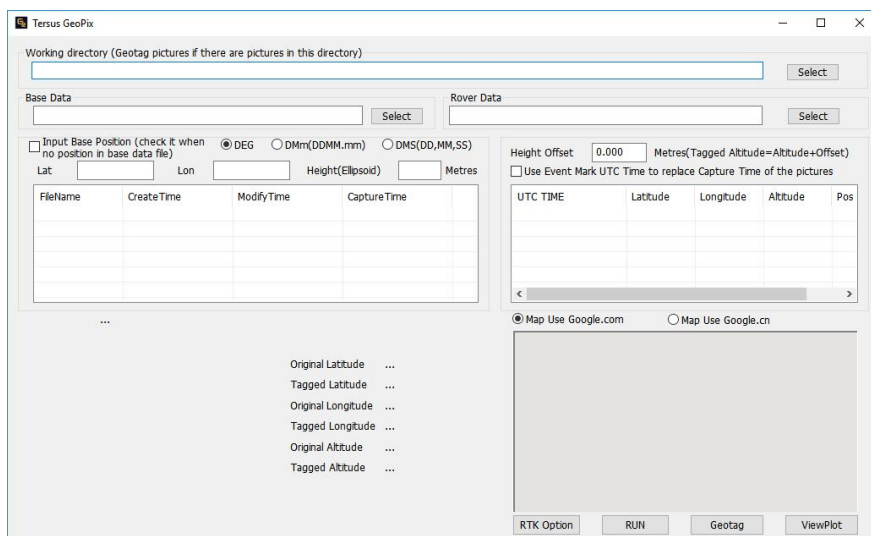 Tersus GeoPix
Working directory (Geotag pictures if there are pictures in this directory)
Select
Base Data
Select
Rover Data
Select
Input Base Position (check it when
no position in base data file)
DEG
DMm(DDMM.mm)
DMS(DD,MM,SS)
Lat
Lon
Height(Ellipsoid)
Metres
FileName CreateTime ModifyTime CaptureTime
Height Offset 0.000 Metres(Tagged Altitude=Altitude+Offset)
Use Event Mark UTC Time to replace Capture Time of the pictures
UTC TIME Latitude Longitude Altitude Pos
...
Map Use Google.com
Map Use Google.cn
Original Latitude ...
Tagged Latitude ...
Original Longitude ...
Tagged Longitude ...
Original Altitude ...
Tagged Altitude ...
RTK Option
RUN
Geotag
ViewPlot